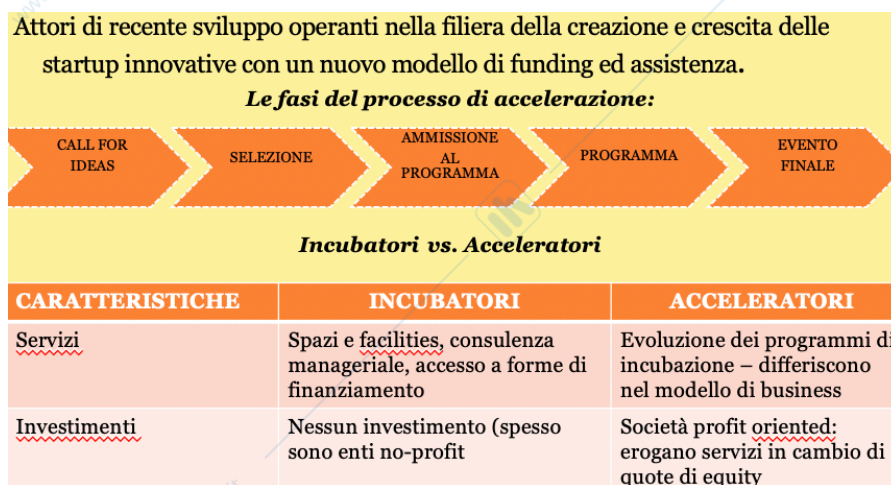 Attori di recente sviluppo operanti nella filiera della creazione e crescita delle
startup innovative con un nuovo modello di funding ed assistenza.
Le fasi del processo di accelerazione:
CALL FOR
IDEAS
SELEZIONE
AMMISSIONE
AL
PROGRAMMA
PROGRAMMA
EVENTO
FINALE
Incubatori vs. Acceleratori
CARATTERISTICHE
INCUBATORI
ACCELERATORI
Servizi
Spazi e facilities, consulenza
manageriale, accesso a forme di
finanziamento
Evoluzione dei programmi di
incubazione – differiscono
nel modello di business
Investimenti
Nessun investimento (spesso
sono enti no-profit
Società profit oriented:
erogano servizi in cambio di
quote di equity